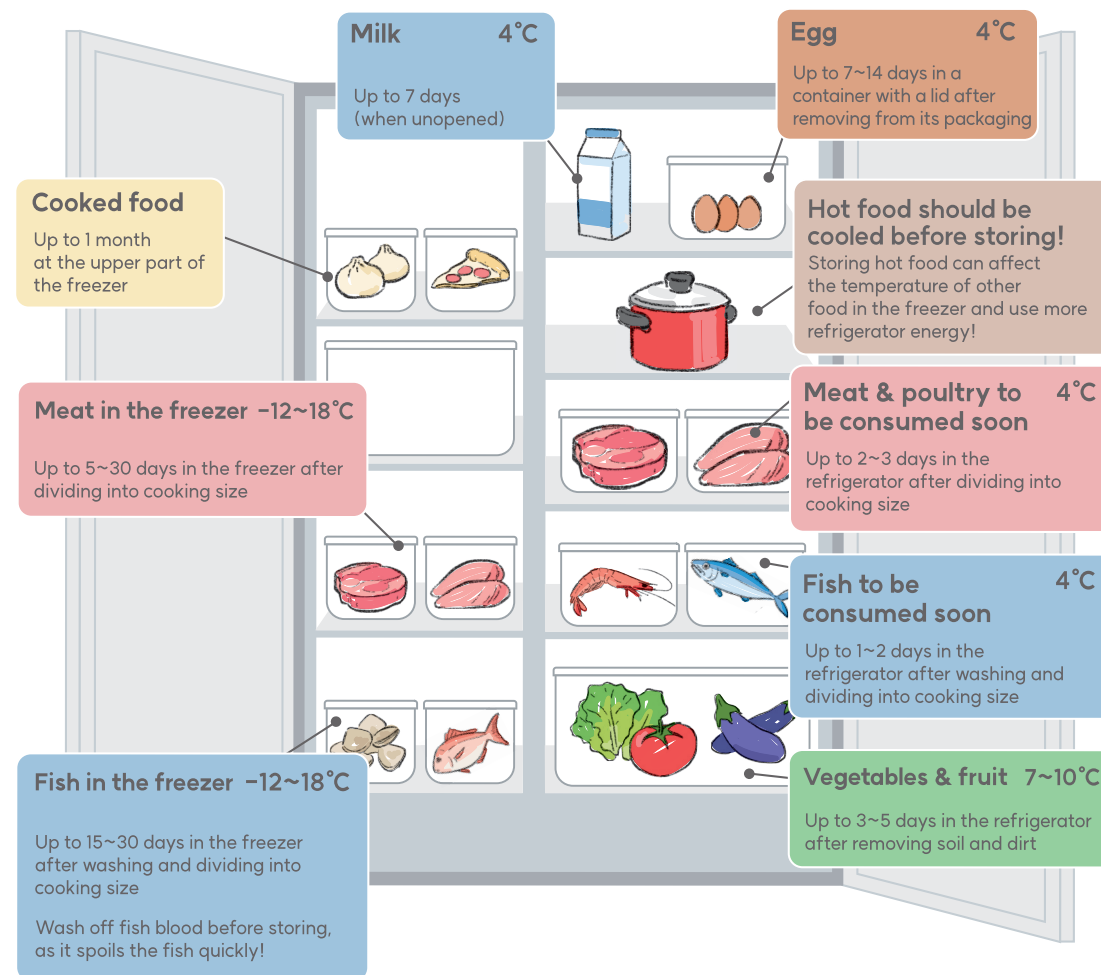 Milk 4°C
Up to 7 days
(when unopened)
Egg 4°C
Up to 7~14 days in a
container with a lid after
removing from its packaging
Cooked food
Up to 1 month
at the upper part of
the freezer
Hot food should be
cooled before storing!
Storing hot food can affect
the temperature of other
food in the freezer and use more
refrigerator energy!
Meat in the freezer −12~18°C
Up to 5~30 days in the freezer after
dividing into cooking size
Meat & poultry to 4°C
be consumed soon
Up to 2~3 days in the
refrigerator after dividing into
cooking size
Fish to be 4°C
consumed soon
Up to 1~2 days in the
refrigerator after washing and
dividing into cooking size
Fish in the freezer −12~18°C
Up to 15~30 days in the freezer
after washing and dividing into
cooking size
Wash off fish blood before storing,
as it spoils the fish quickly!
Vegetables & fruit 7~10°C
Up to 3~5 days in the refrigerator
after removing soil and dirt